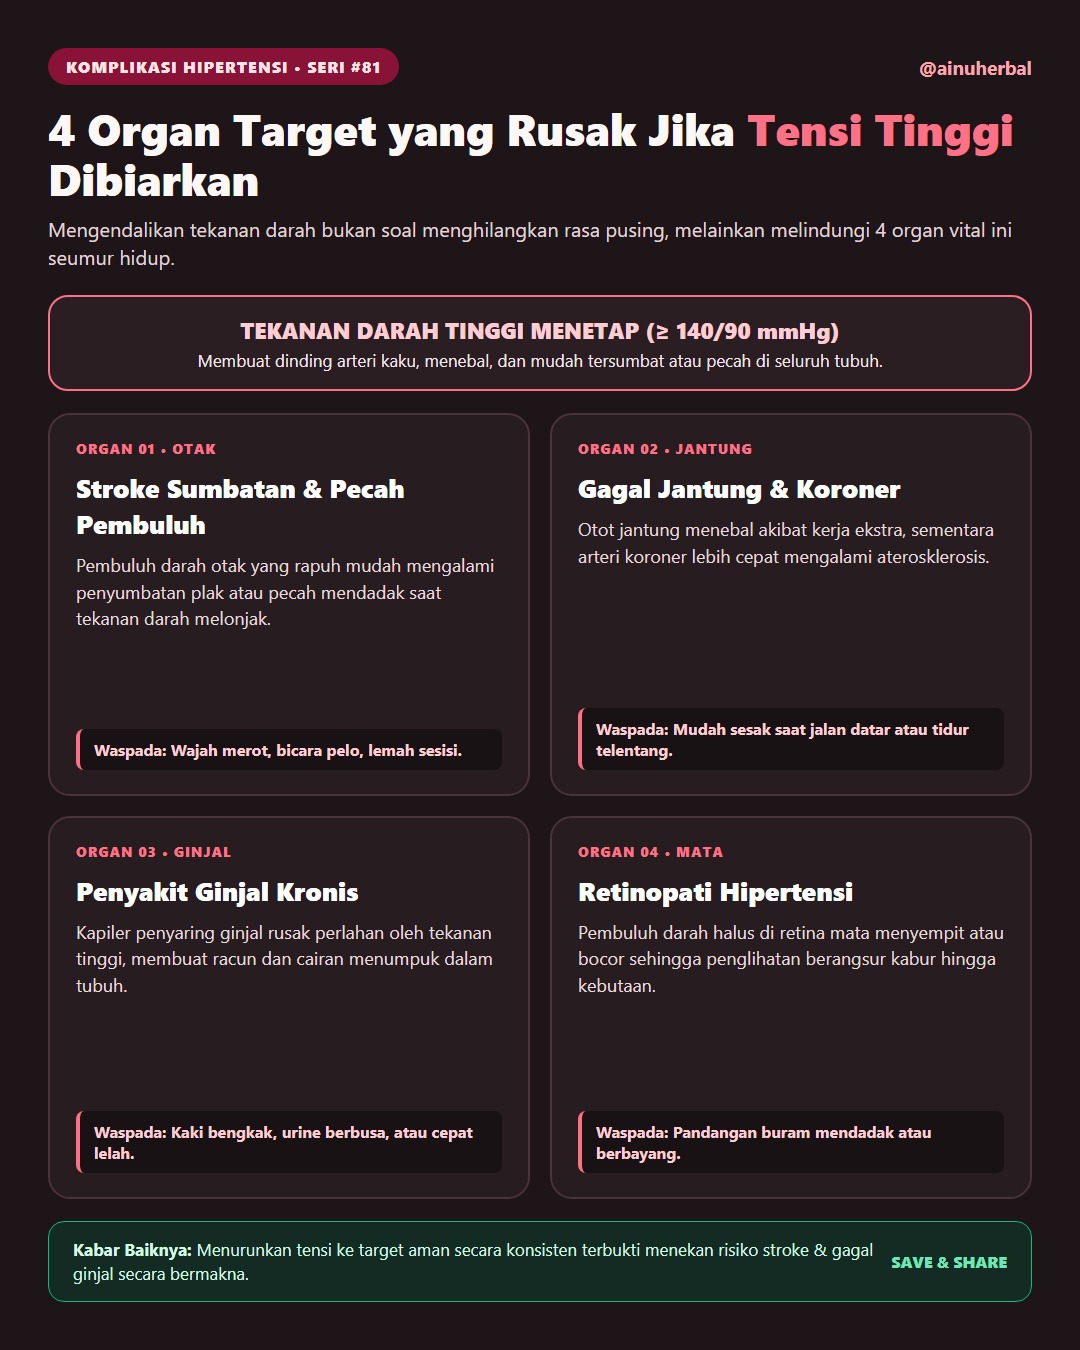 KOMPLIKASI HIPERTENSI • SERI #81
@ainuherbal
4 Organ Target yang Rusak Jika Tensi Tinggi
Dibiarkan
Mengendalikan tekanan darah bukan soal menghilangkan rasa pusing, melainkan melindungi 4 organ vital ini
seumur hidup.
TEKANAN DARAH TINGGI MENETAP (≥ 140/90 mmHg)
Membuat dinding arteri kaku, menebal, dan mudah tersumbat atau pecah di seluruh tubuh.
ORGAN 01 • OTAK
Stroke Sumbatan & Pecah
Pembuluh
Pembuluh darah otak yang rapuh mudah mengalami
penyumbatan plak atau pecah mendadak saat
tekanan darah melonjak.
Waspada: Wajah merot, bicara pelo, lemah sesisi.
ORGAN 02 • JANTUNG
Gagal Jantung & Koroner
Otot jantung menebal akibat kerja ekstra, sementara
arteri koroner lebih cepat mengalami aterosklerosis.
Waspada: Mudah sesak saat jalan datar atau tidur
telentang.
ORGAN 03 • GINJAL
Penyakit Ginjal Kronis
Kapiler penyaring ginjal rusak perlahan oleh tekanan
tinggi, membuat racun dan cairan menumpuk dalam
tubuh.
Waspada: Kaki bengkak, urine berbusa, atau cepat
lelah.
ORGAN 04 • MATA
Retinopati Hipertensi
Pembuluh darah halus di retina mata menyempit atau
bocor sehingga penglihatan berangsur kabur hingga
kebutaan.
Waspada: Pandangan buram mendadak atau
berbayang.
Kabar Baiknya: Menurunkan tensi ke target aman secara konsisten terbukti menekan risiko stroke & gagal
ginjal secara bermakna.
SAVE & SHARE